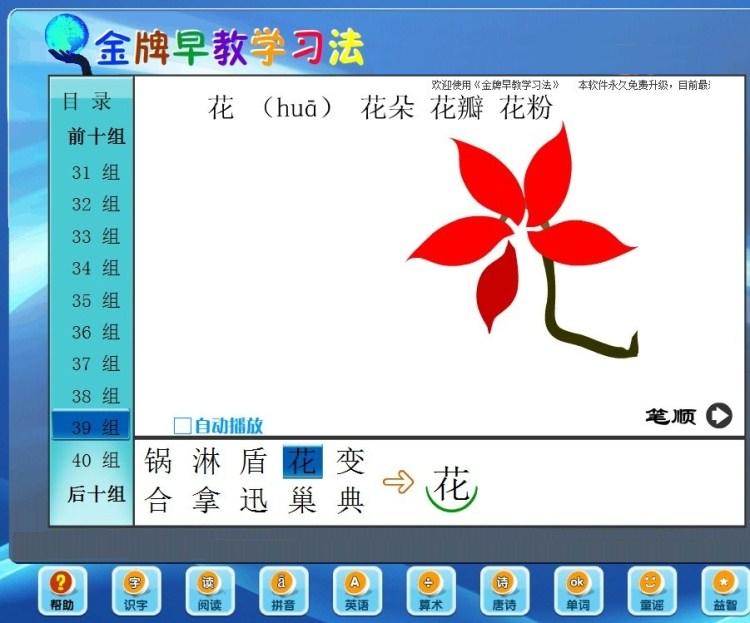 金牌早教学习法
欢迎使用《金牌早教学习法》 本软件永久免费升级，目前最
花 （huā） 花朵 花瓣 花粉
目 录
前十组
31 组
32 组
33 组
34 组
35 组
36 组
37 组
38 组
39 组
40 组
后十组
自动播放
笔顺
锅 淋 盾 花 变
合 拿 迅 巢 典
花
? 字 读 a A ÷ 诗 ok
帮助 识字 阅读 拼音 英语 算术 唐诗 单词 童谣 益智